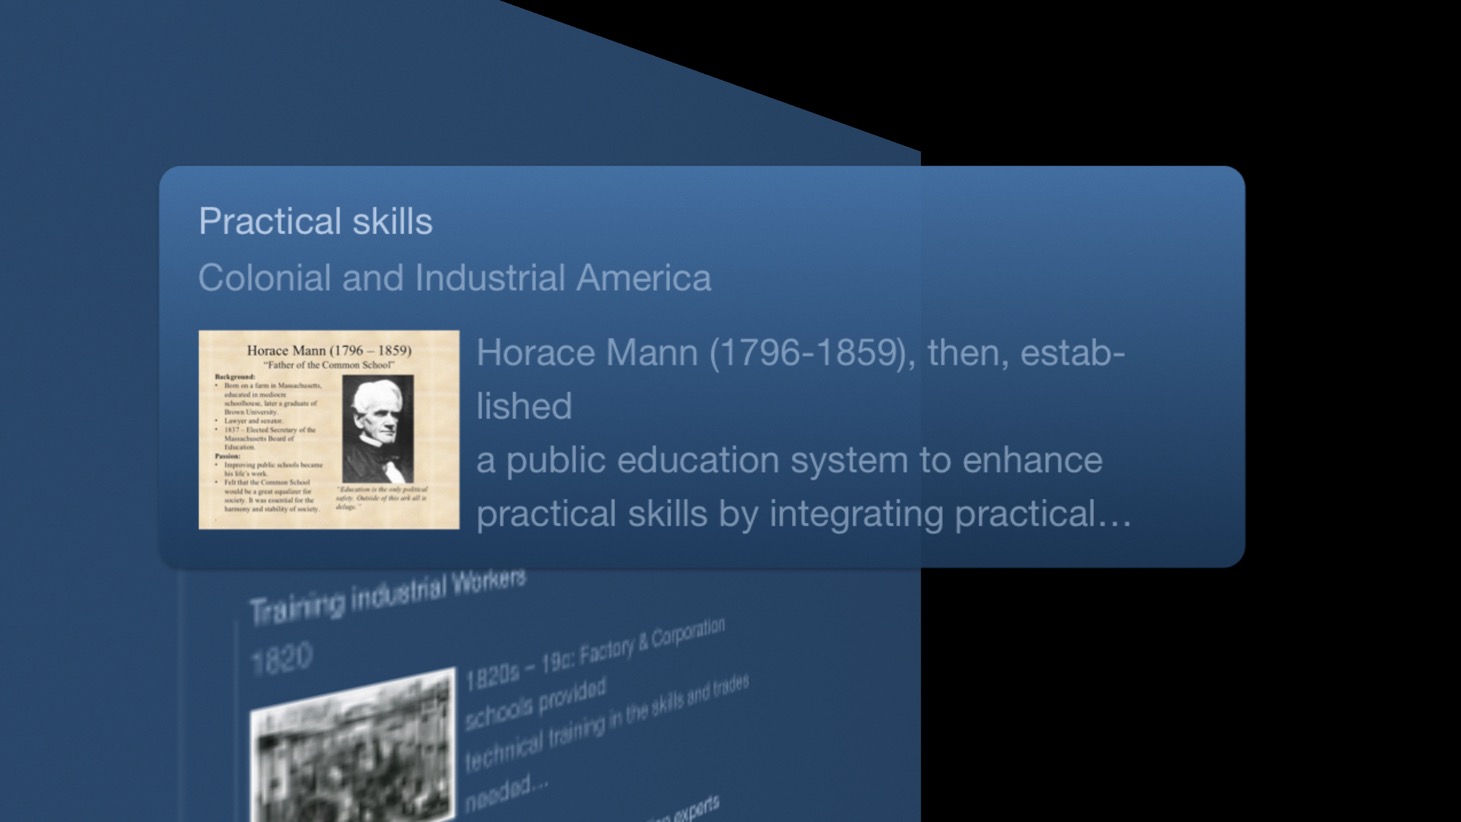 Practical skills
Colonial and Industrial America
Horace Mann (1796 – 1859)
"Father of the Common School"
Background:
• Born on a farm in Massachusetts,
educated in mediocre
schoolhouse, later a graduate of
Brown University.
• Lawyer and senator.
• 1837 – Elected Secretary of the
Massachusetts Board of
Education.
Passion:
• Improving public schools became
his life's work.
• Felt that the Common School
would be a great equalizer for
society. It was essential for the
harmony and stability of society.
"Education is the only political
safety. Outside of this ark all is
deluge."
Horace Mann (1796-1859), then, estab-
lished
a public education system to enhance
practical skills by integrating practical…
Training industrial Workers
1820
1820s – 19c: Factory & Corporation
schools provided
technical training in the skills and trades
needed…
experts